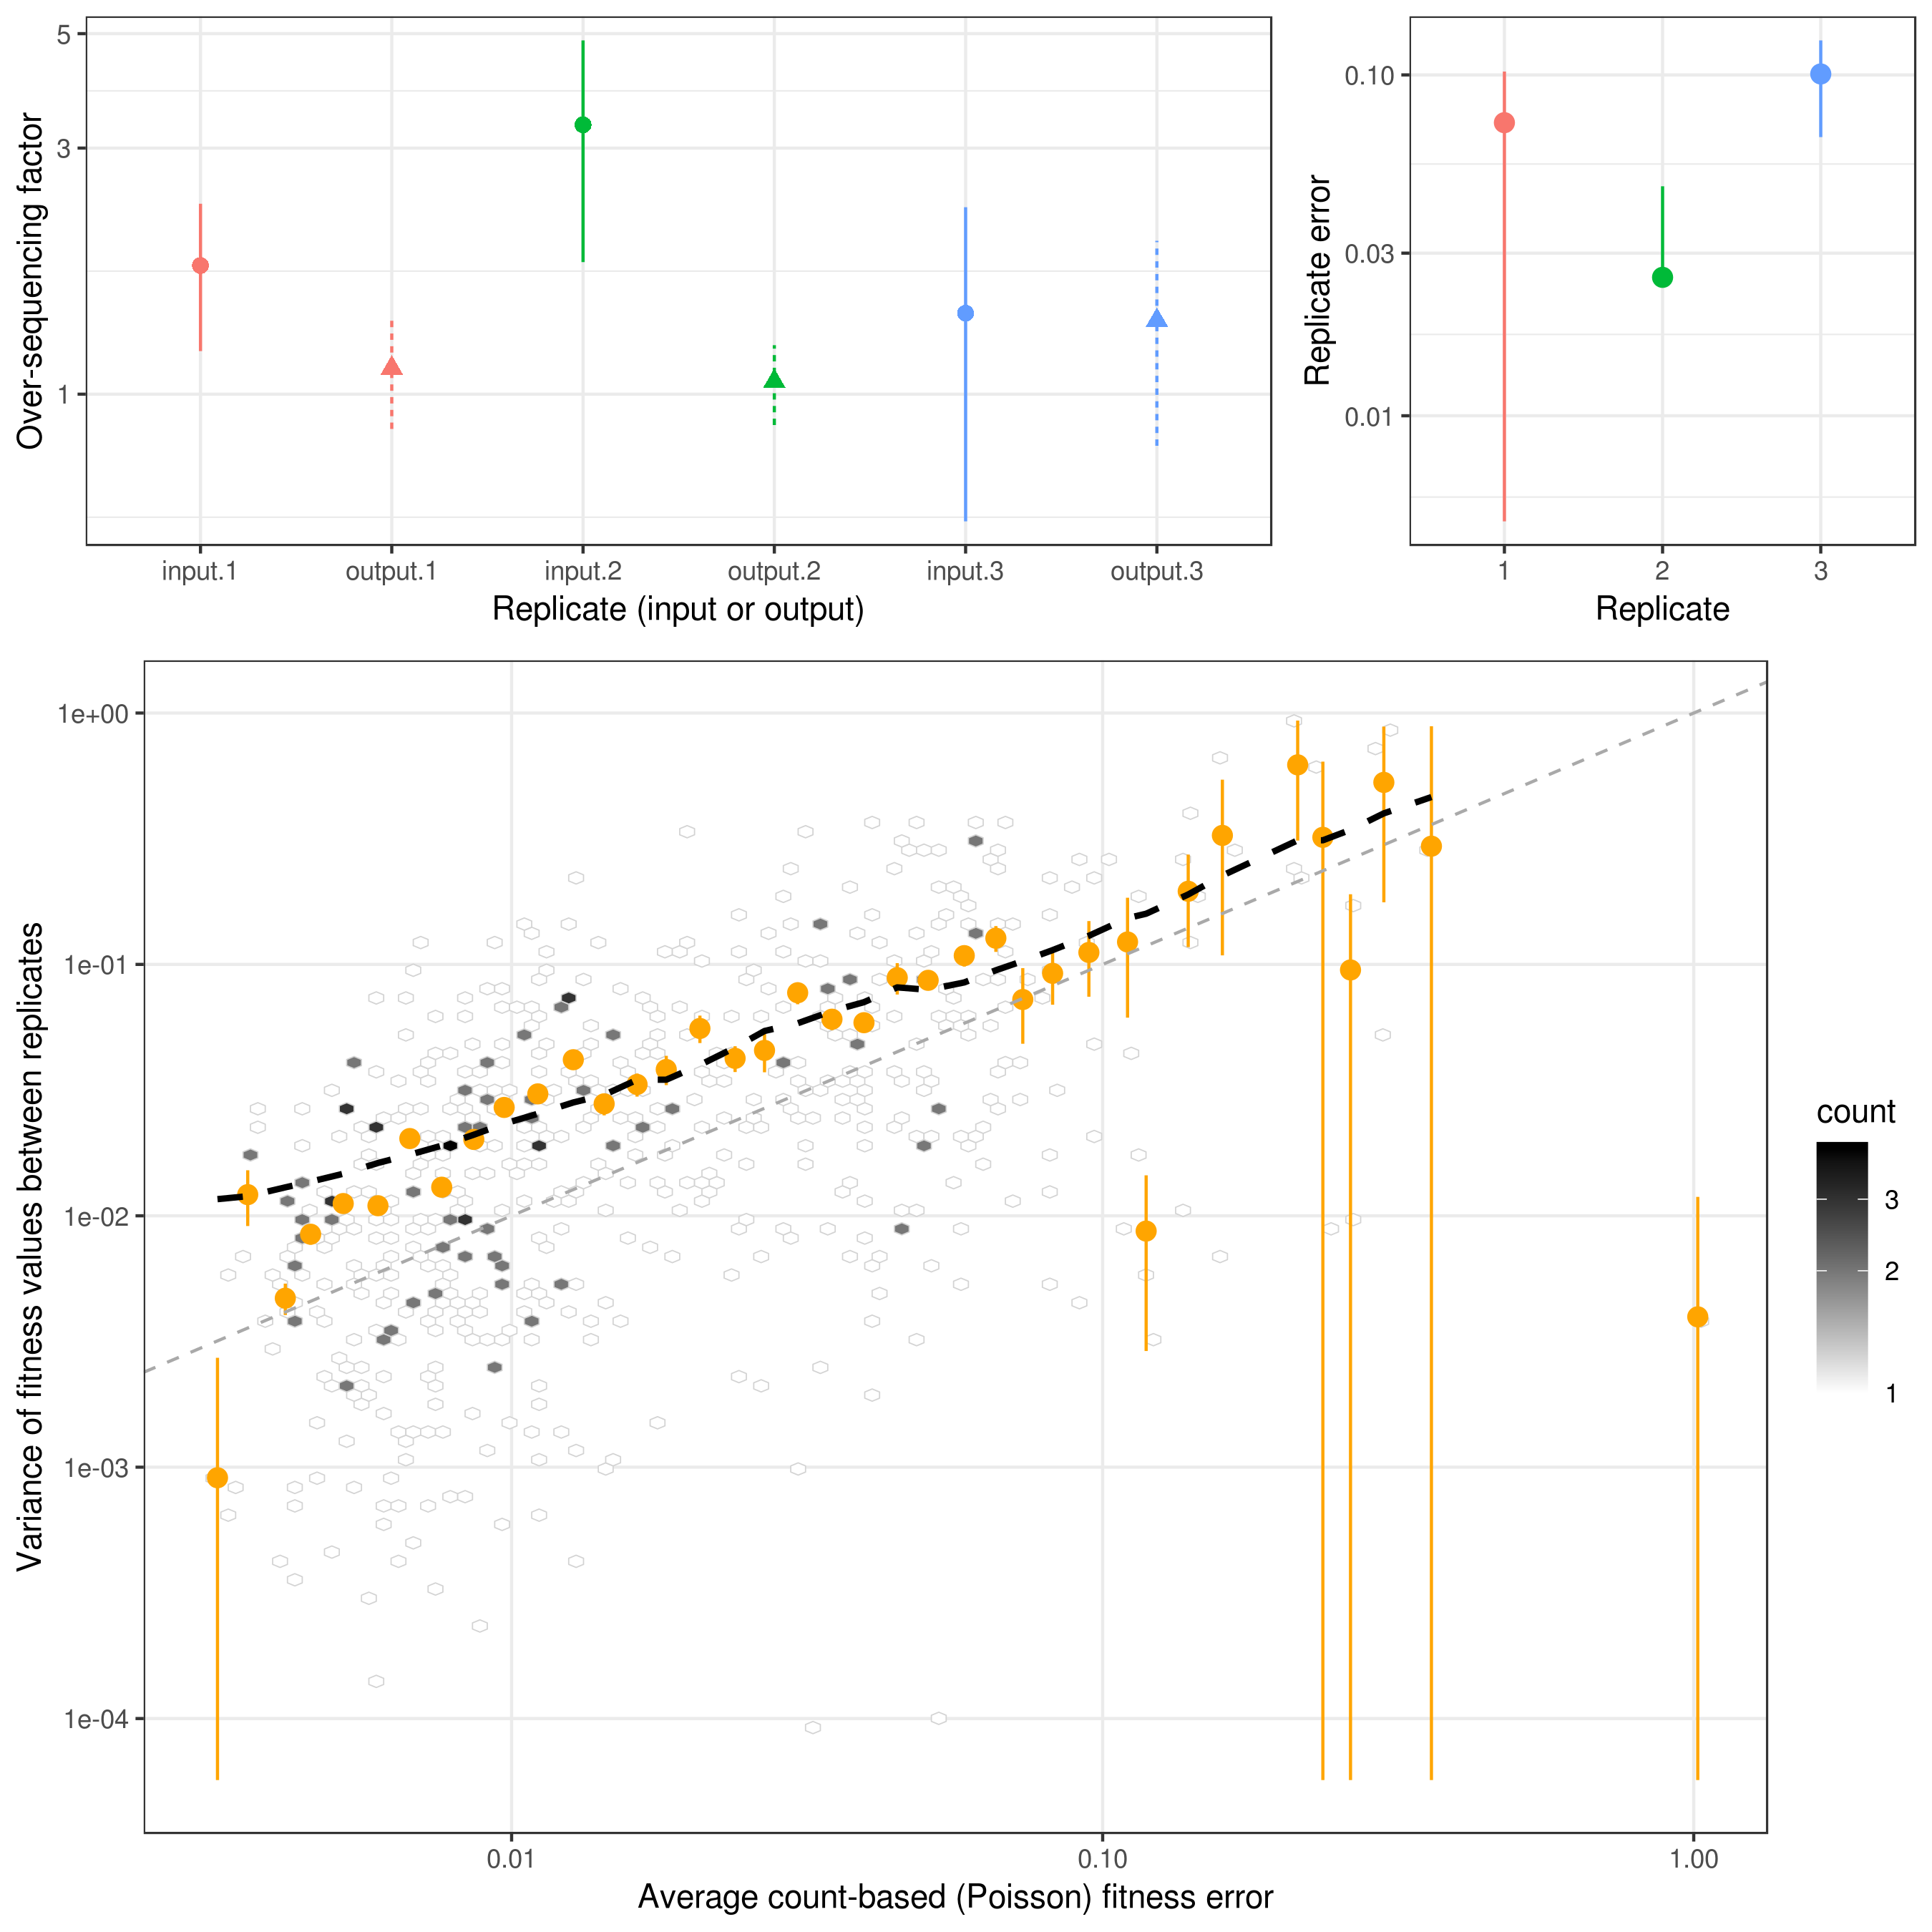 Over-sequencing factor
5
3
1
input.1 output.1 input.2 output.2 input.3 output.3
Replicate (input or output)
Replicate error
0.10
0.03
0.01
1 2 3
Replicate
Variance of fitness values between replicates
1e+00
1e-01
1e-02
1e-03
1e-04
0.01 0.10 1.00
Average count-based (Poisson) fitness error
count
3
2
1